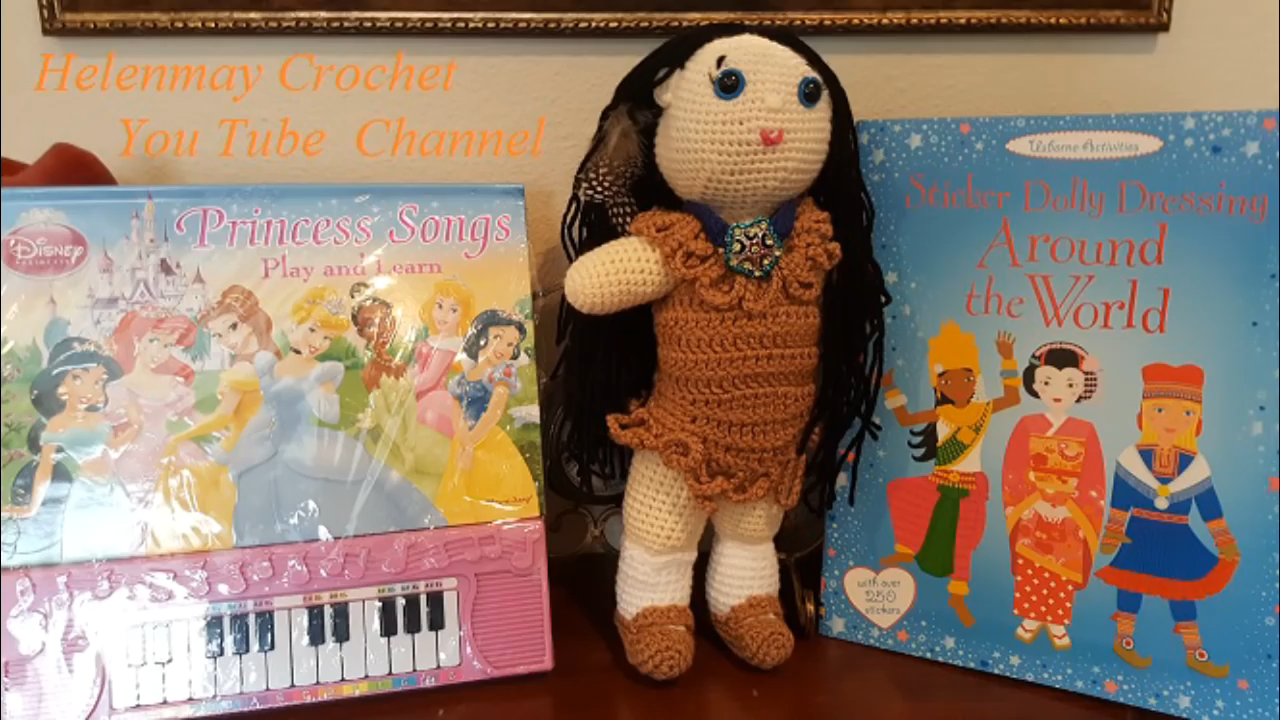 Helenmay Crochet
You Tube Channel
Disney
PRINCESS
Princess Songs
Play and Learn
Usborne Activities
Sticker Dolly Dressing
Around
the World
with over
250
stickers